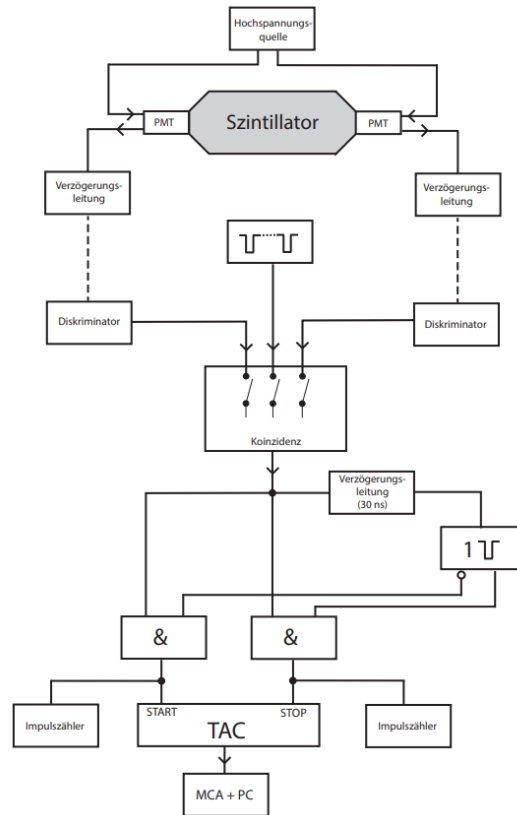 Hochspannungs-
quelle
PMT
Szintillator
PMT
Verzögerungs-
leitung
Verzögerungs-
leitung
Diskriminator
Diskriminator
Koinzidenz
Verzögerungs-
leitung
(30 ns)
1
&
&
Impulszähler
START
STOP
TAC
Impulszähler
MCA + PC